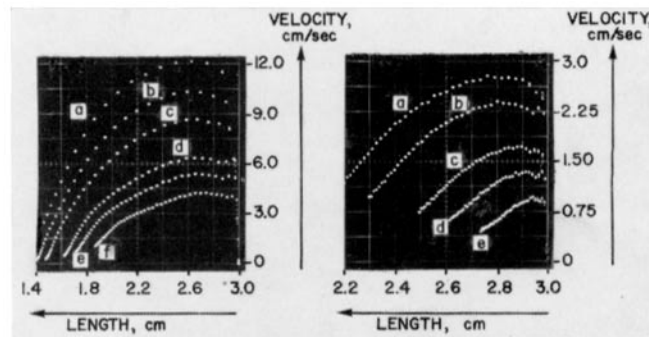 VELOCITY,
cm/sec
12.0
9.0
6.0
3.0
0
a
b
c
d
e
f
1.4 1.8 2.2 2.6 3.0
LENGTH, cm
VELOCITY,
cm/sec
3.0
2.25
1.50
0.75
0
a
b
c
d
e
2.2 2.4 2.6 2.8 3.0
LENGTH, cm